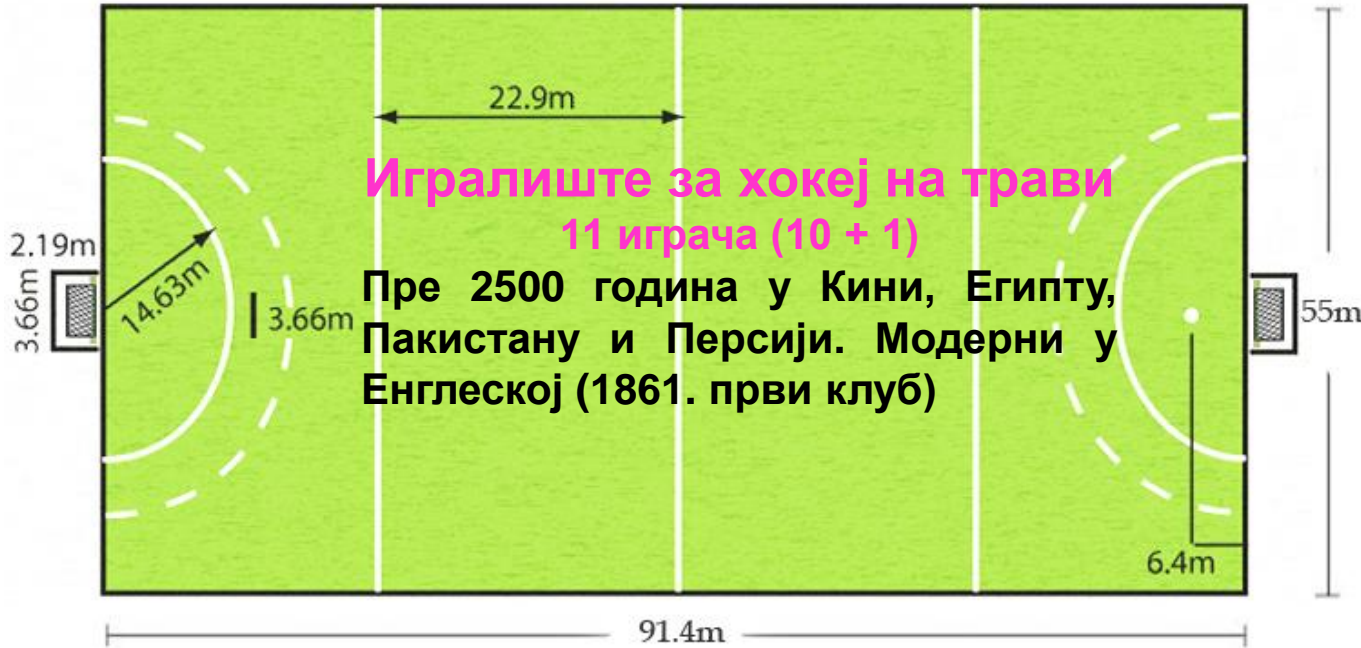 22.9m
Игралиште за хокеј на трави
11 играча (10 + 1)
Пре 2500 година у Кини, Египту,
Пакистану и Персији. Модерни у
Енглеској (1861. први клуб)
2.19m
3.66m
14.63m
3.66m
55m
6.4m
91.4m